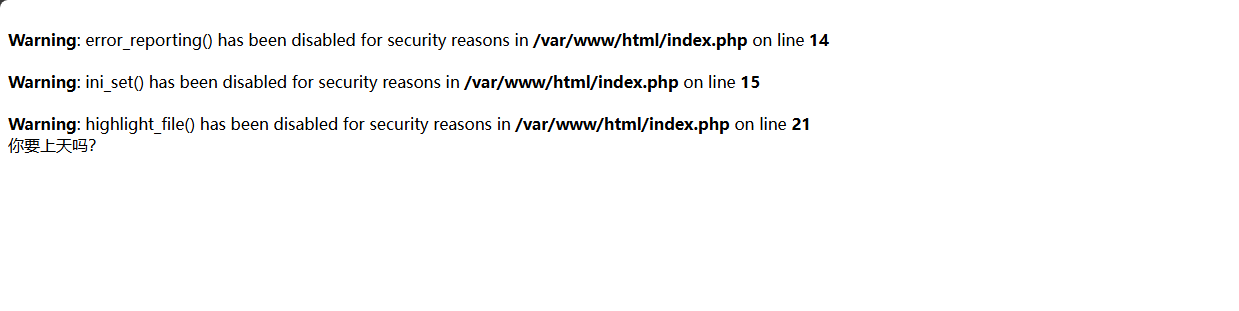 Warning: error_reporting() has been disabled for security reasons in /var/www/html/index.php on line 14
Warning: ini_set() has been disabled for security reasons in /var/www/html/index.php on line 15
Warning: highlight_file() has been disabled for security reasons in /var/www/html/index.php on line 21
你要上天吗?